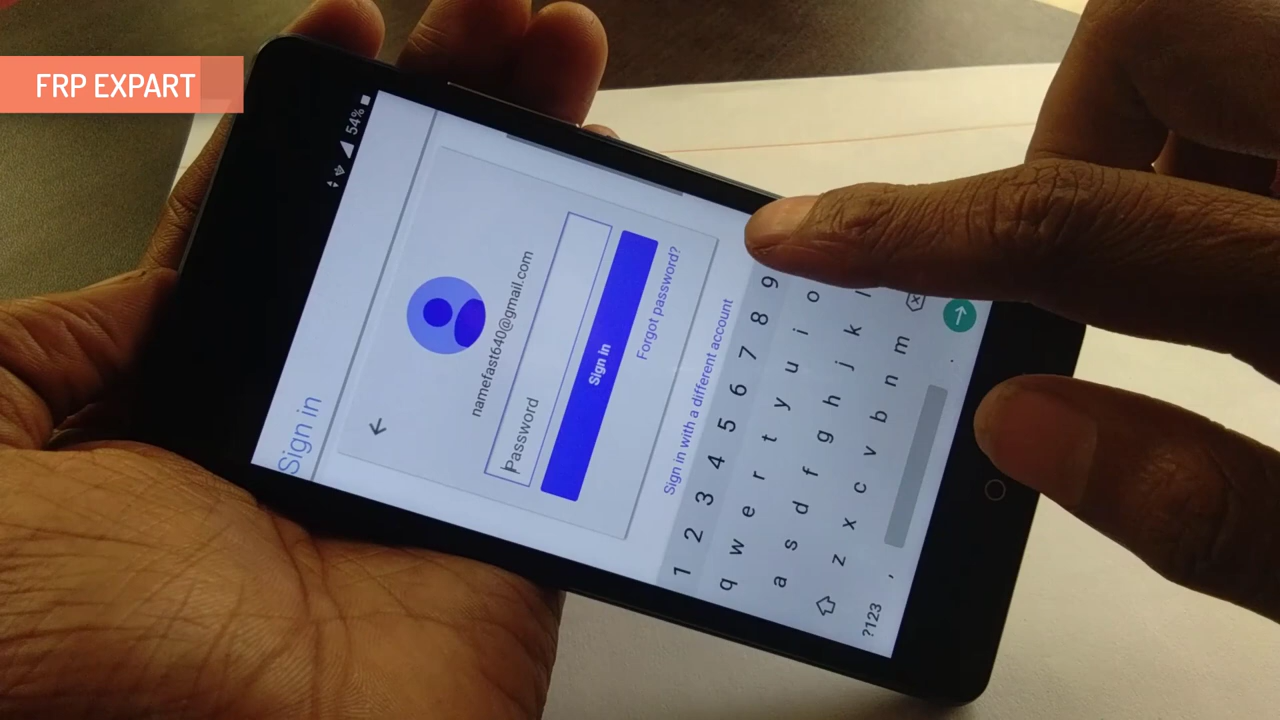 FRP EXPART
54%
Sign in
namefast640@gmail.com
Password
Sign in
Forgot password?
Sign in with a different account
1 2 3 4 5 6 7 8 9
q w e r t y u i o
a s d f g h j k l
z x c v b n m
?123 , .